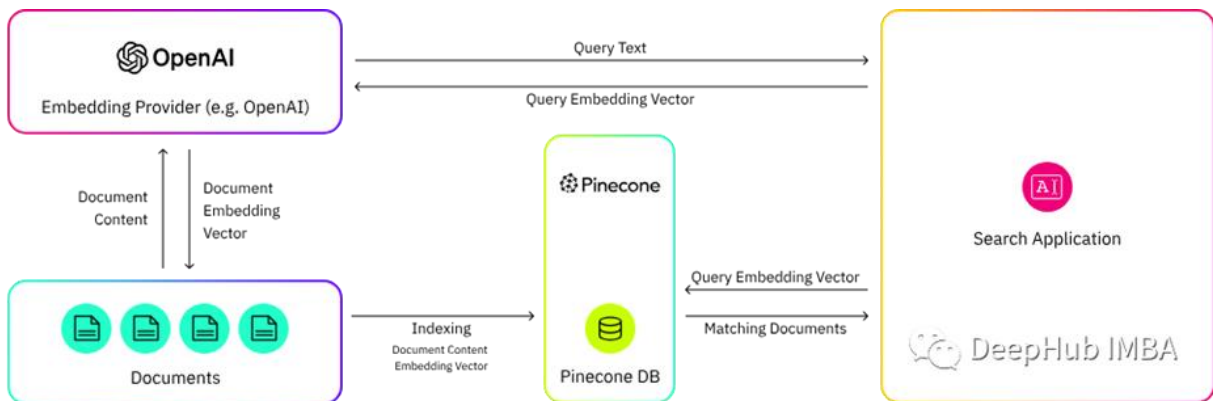 OpenAI
Embedding Provider (e.g. OpenAI)
Query Text
Query Embedding Vector
Document
Content
Document
Embedding
Vector
Pinecone
AI
Search Application
Query Embedding Vector
Matching Documents
Indexing
Document Content
Embedding Vector
Documents
Pinecone DB
DeepHub IMBA